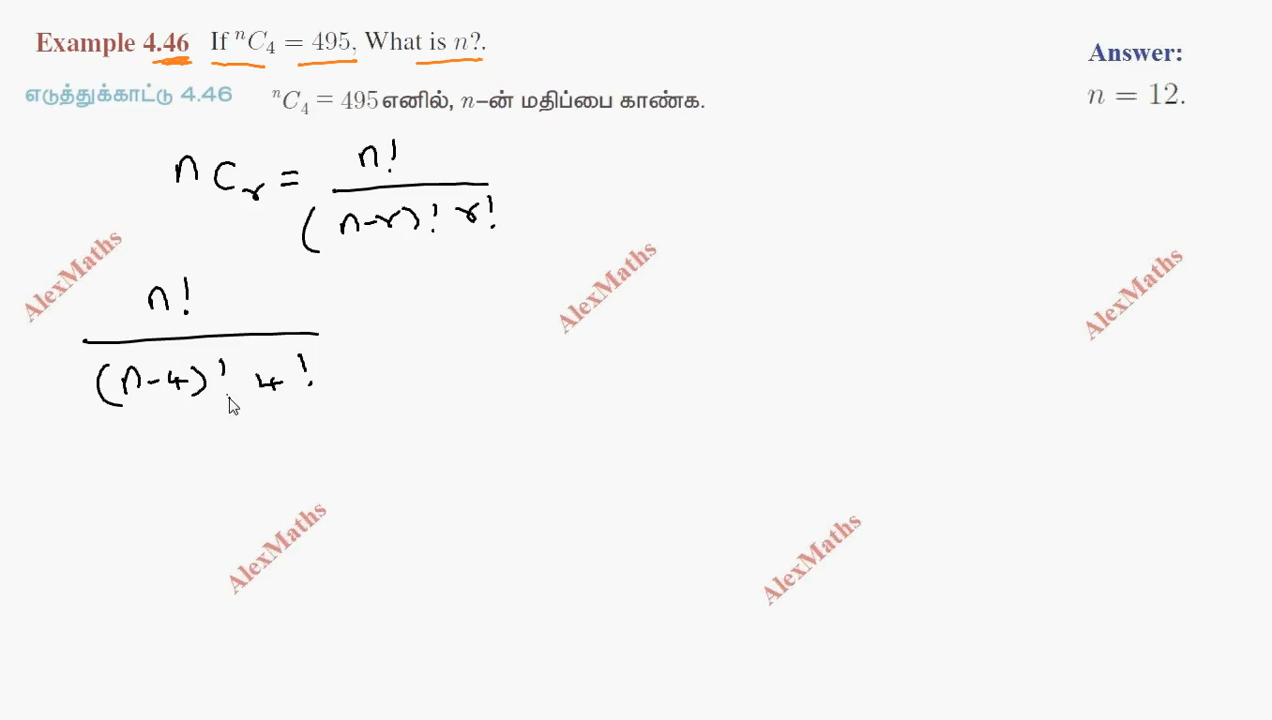 Example 4.46 If ⁿC₄ = 495, What is n?.
Answer:
எடுத்துக்காட்டு 4.46 ⁿC₄ = 495 எனில், n–ன் மதிப்பை காண்க.
n = 12.
n Cᵣ = n! / (n-r)! r!
n! / (n-4)! 4!
AlexMaths
AlexMaths
AlexMaths
AlexMaths
AlexMaths